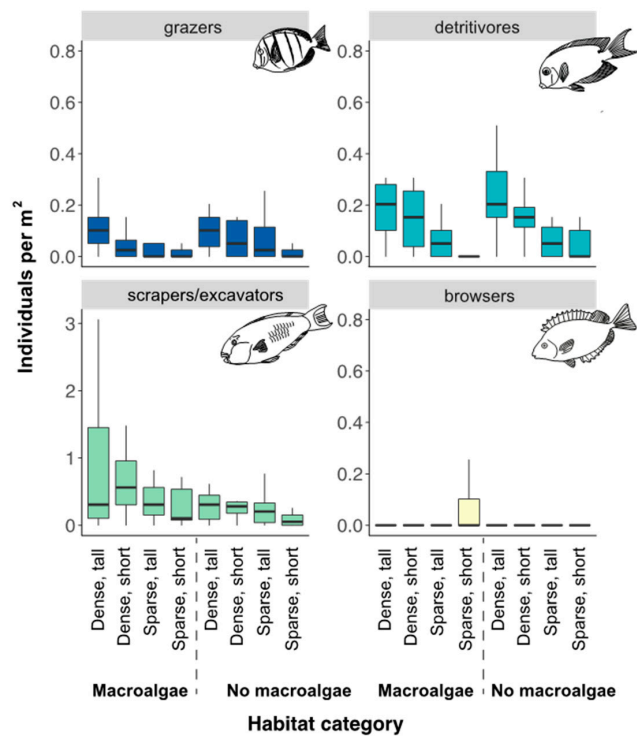 grazers
detritivores
0.8
0.6
0.4
0.2
0.0
0.8
0.6
0.4
0.2
0.0
Individuals per m²
scrapers/excavators
browsers
3
2
1
0
0.8
0.6
0.4
0.2
0.0
Dense, tall
Dense, short
Sparse, tall
Sparse, short
Dense, tall
Dense, short
Sparse, tall
Sparse, short
Dense, tall
Dense, short
Sparse, tall
Sparse, short
Dense, tall
Dense, short
Sparse, tall
Sparse, short
Macroalgae
No macroalgae
Macroalgae
No macroalgae
Habitat category